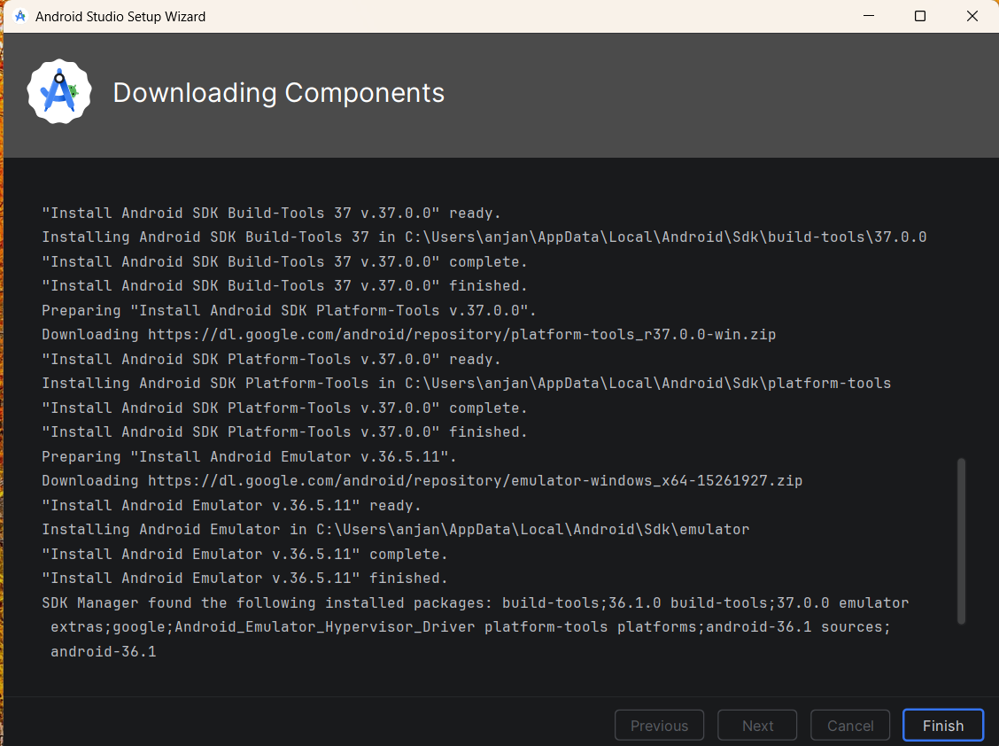 Android Studio Setup Wizard
Downloading Components
"Install Android SDK Build-Tools 37 v.37.0.0" ready.
Installing Android SDK Build-Tools 37 in C:\Users\anjan\AppData\Local\Android\Sdk\build-tools\37.0.0
"Install Android SDK Build-Tools 37 v.37.0.0" complete.
"Install Android SDK Build-Tools 37 v.37.0.0" finished.
Preparing "Install Android SDK Platform-Tools v.37.0.0".
Downloading https://dl.google.com/android/repository/platform-tools_r37.0.0-win.zip
"Install Android SDK Platform-Tools v.37.0.0" ready.
Installing Android SDK Platform-Tools in C:\Users\anjan\AppData\Local\Android\Sdk\platform-tools
"Install Android SDK Platform-Tools v.37.0.0" complete.
"Install Android SDK Platform-Tools v.37.0.0" finished.
Preparing "Install Android Emulator v.36.5.11".
Downloading https://dl.google.com/android/repository/emulator-windows_x64-15261927.zip
"Install Android Emulator v.36.5.11" ready.
Installing Android Emulator in C:\Users\anjan\AppData\Local\Android\Sdk\emulator
"Install Android Emulator v.36.5.11" complete.
"Install Android Emulator v.36.5.11" finished.
SDK Manager found the following installed packages: build-tools;36.1.0 build-tools;37.0.0 emulator
extras;google;Android_Emulator_Hypervisor_Driver platform-tools platforms;android-36.1 sources;
android-36.1
Previous Next Cancel Finish